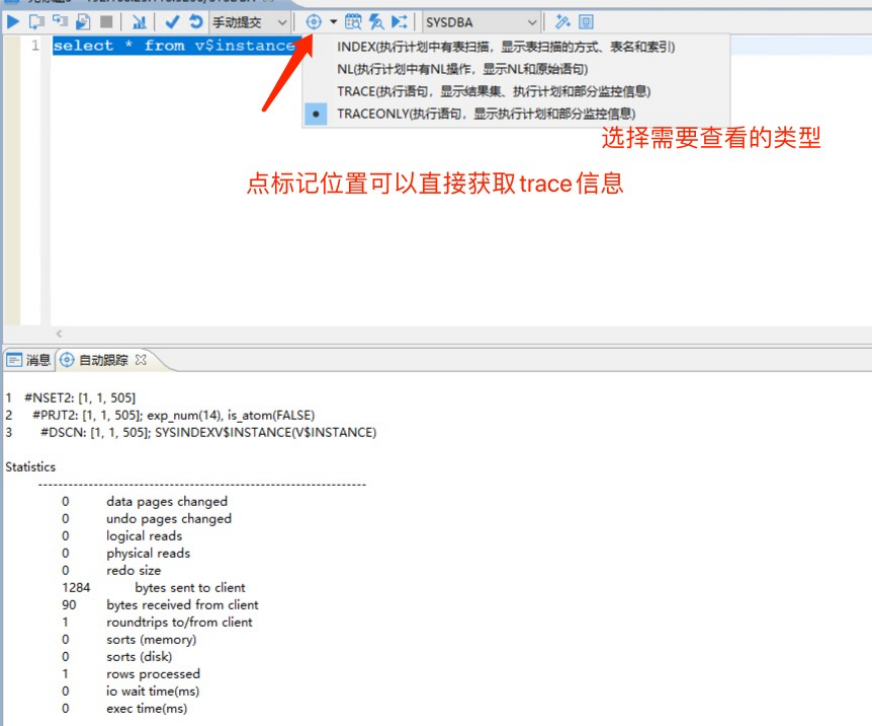 手动提交
SYSDBA
1 select * from v$instance
INDEX(执行计划中有表扫描，显示表扫描的方式、表名和索引)
NL(执行计划中有NL操作，显示NL和原始语句)
TRACE(执行语句，显示结果集、执行计划和部分监控信息)
TRACEONLY(执行语句，显示执行计划和部分监控信息)
选择需要查看的类型
点标记位置可以直接获取trace信息
消息 自动跟踪
1 #NSET2: [1, 1, 505]
2 #PRJT2: [1, 1, 505]; exp_num(14), is_atom(FALSE)
3 #DSCN: [1, 1, 505]; SYSINDEXV$INSTANCE(V$INSTANCE)
Statistics
-----------------------------------------------------------------
0 data pages changed
0 undo pages changed
0 logical reads
0 physical reads
0 redo size
1284 bytes sent to client
90 bytes received from client
1 roundtrips to/from client
0 sorts (memory)
0 sorts (disk)
1 rows processed
0 io wait time(ms)
0 exec time(ms)